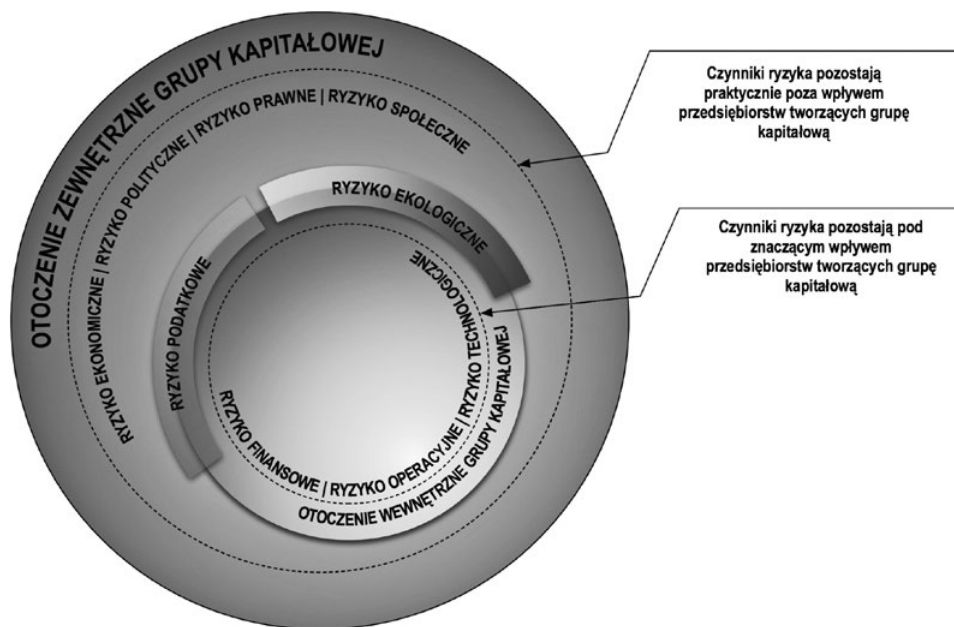 OTOCZENIE ZEWNĘTRZNE GRUPY KAPITAŁOWEJ
RYZYKO EKONOMICZNE | RYZYKO POLITYCZNE | RYZYKO PRAWNE | RYZYKO SPOŁECZNE
RYZYKO PODATKOWE
RYZYKO EKOLOGICZNE
RYZYKO FINANSOWE | RYZYKO OPERACYJNE | RYZYKO TECHNOLOGICZNE
OTOCZENIE WEWNĘTRZNE GRUPY KAPITAŁOWEJ
Czynniki ryzyka pozostają
praktycznie poza wpływem
przedsiębiorstw tworzących grupę
kapitałową
Czynniki ryzyka pozostają pod
znaczącym wpływem
przedsiębiorstw tworzących grupę
kapitałową